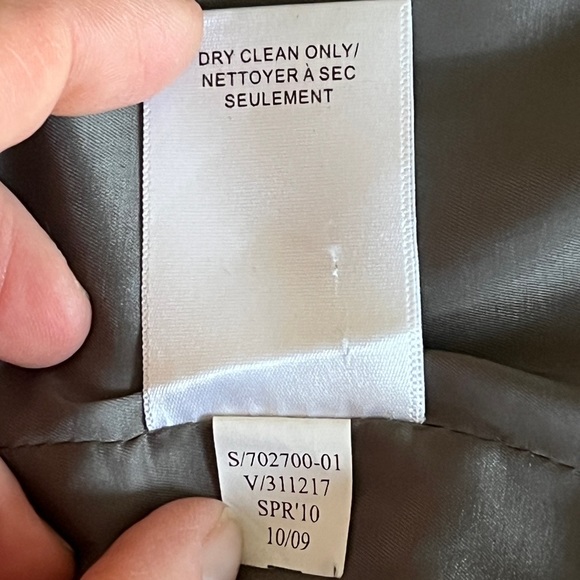 DRY CLEAN ONLY/
NETTOYER À SEC
SEULEMENT
S/702700-01
V/311217
SPR'10
10/09